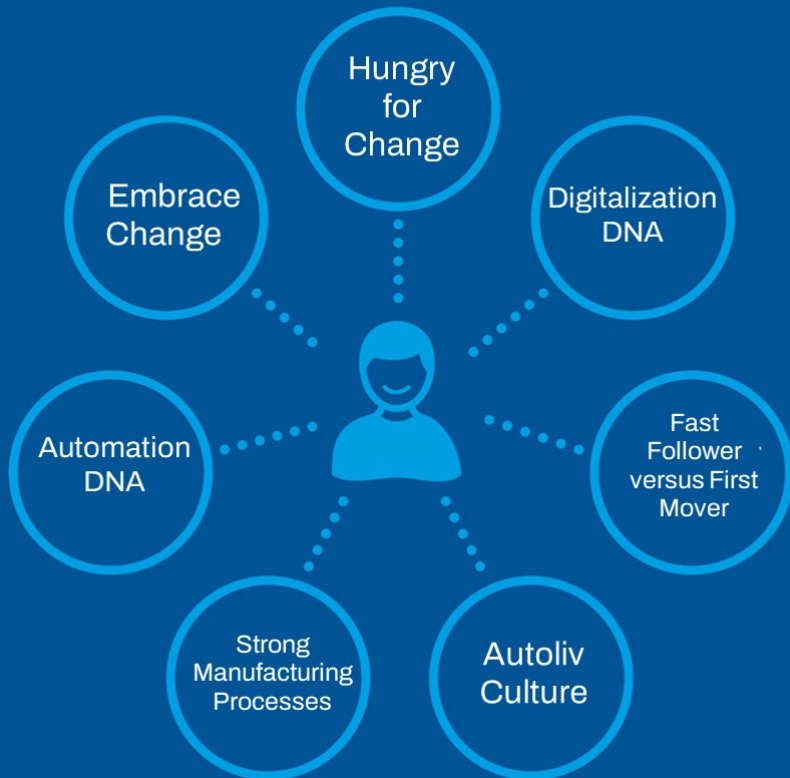 Hungry
for
Change
Embrace
Change
Digitalization
DNA
Automation
DNA
Fast
Follower
versus First
Mover
Strong
Manufacturing
Processes
Autoliv
Culture